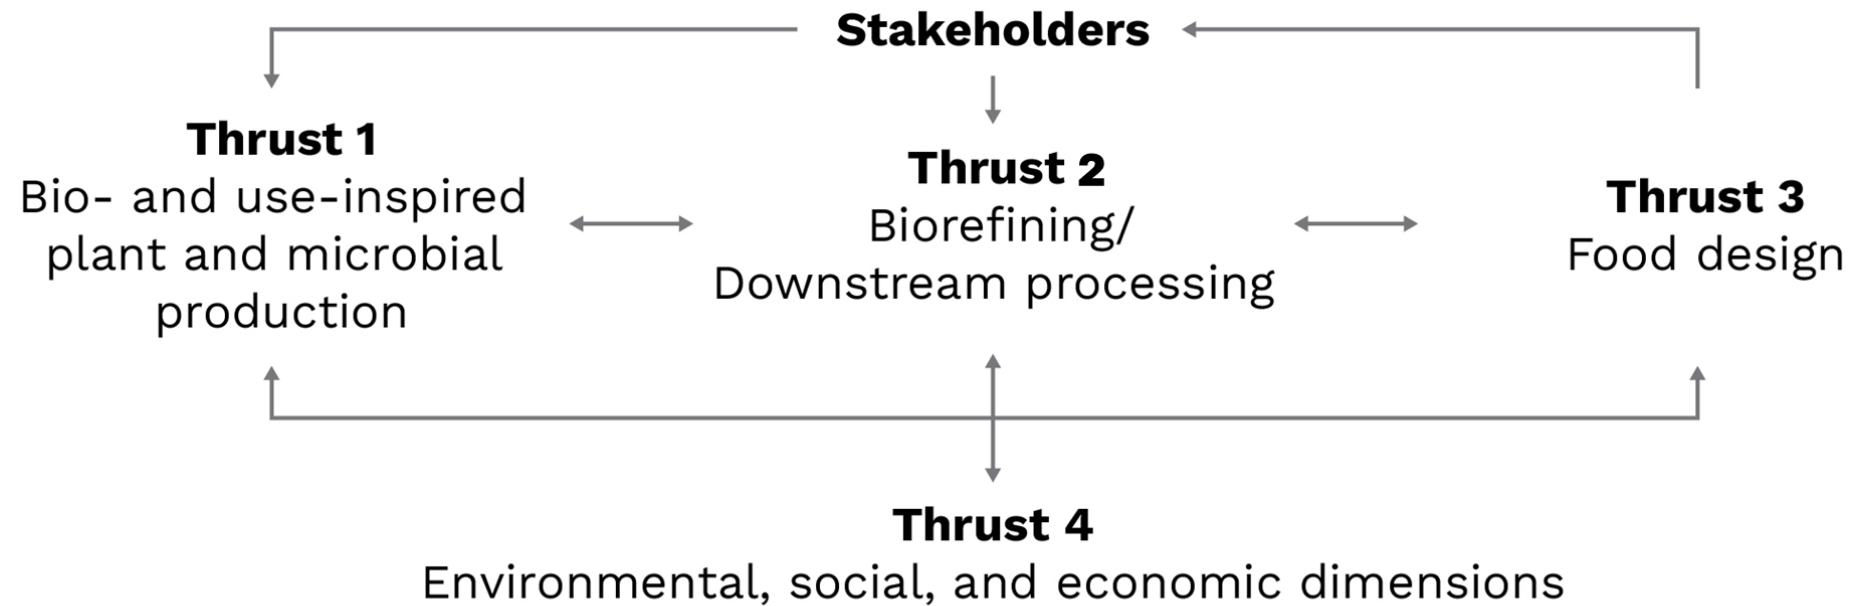 Stakeholders
Thrust 1
Bio- and use-inspired
plant and microbial
production
Thrust 2
Biorefining/
Downstream processing
Thrust 3
Food design
Thrust 4
Environmental, social, and economic dimensions